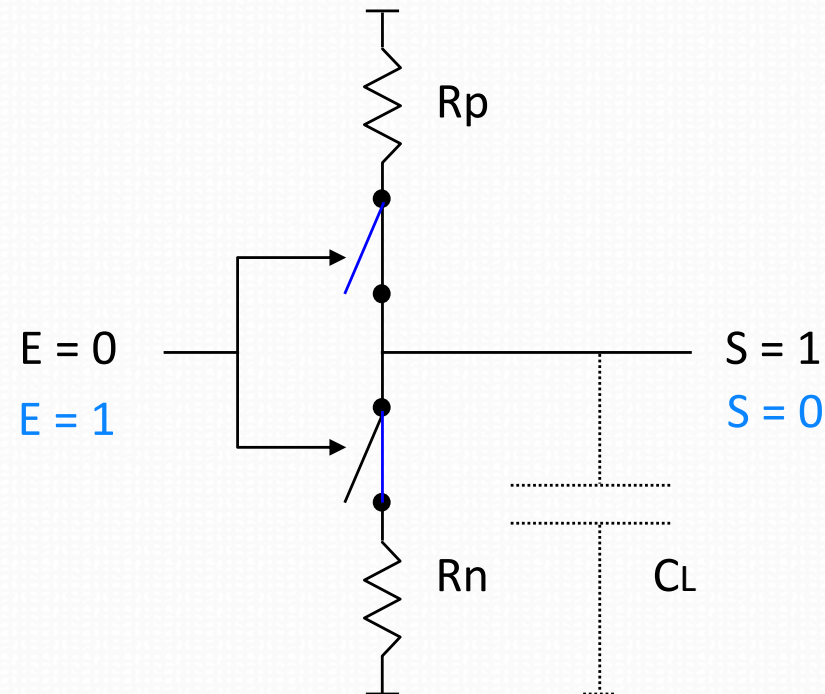 Rp
E = 0
S = 1
E = 1
S = 0
Rn
CL